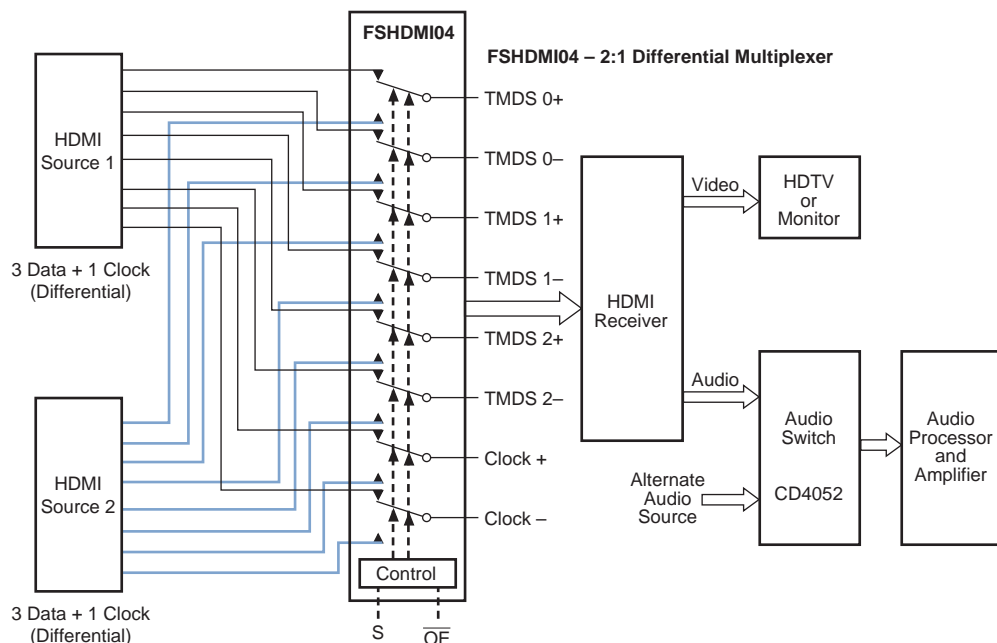 FSHDMI04
FSHDMI04 – 2:1 Differential Multiplexer
HDMI
Source 1
3 Data + 1 Clock
(Differential)
HDMI
Source 2
3 Data + 1 Clock
(Differential)
TMDS 0+
TMDS 0–
TMDS 1+
TMDS 1–
TMDS 2+
TMDS 2–
Clock +
Clock –
Control
S
OE
HDMI
Receiver
Video
HDTV
or
Monitor
Audio
Alternate
Audio
Source
Audio
Switch
CD4052
Audio
Processor
and
Amplifier